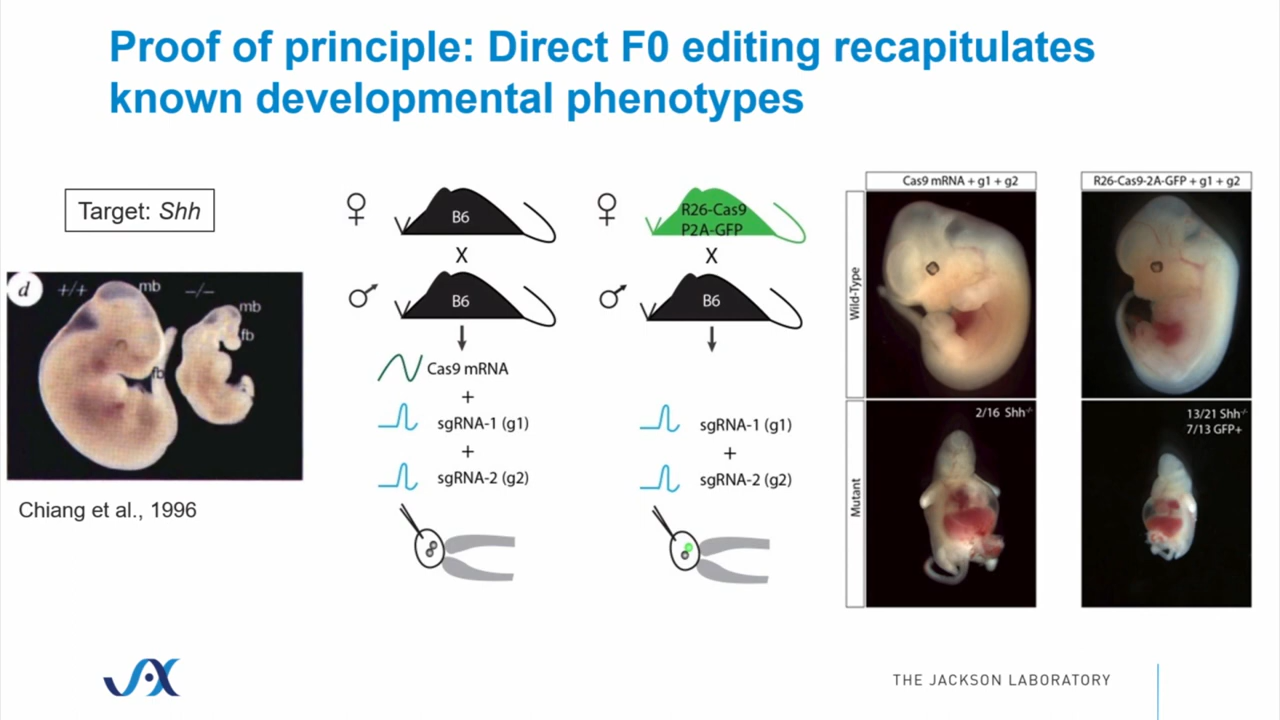 Proof of principle: Direct F0 editing recapitulates
known developmental phenotypes
Target: Shh
d
+/+
mb
-/-
mb
fb
fb
Chiang et al., 1996
♀
B6
X
♂
B6
Cas9 mRNA
+
sgRNA-1 (g1)
+
sgRNA-2 (g2)
♀
R26-Cas9
P2A-GFP
X
♂
B6
sgRNA-1 (g1)
+
sgRNA-2 (g2)
Cas9 mRNA + g1 + g2
R26-Cas9-2A-GFP + g1 + g2
Wild-Type
Mutant
2/16 Shh-/-
13/21 Shh-/-
7/13 GFP+
JAX
THE JACKSON LABORATORY